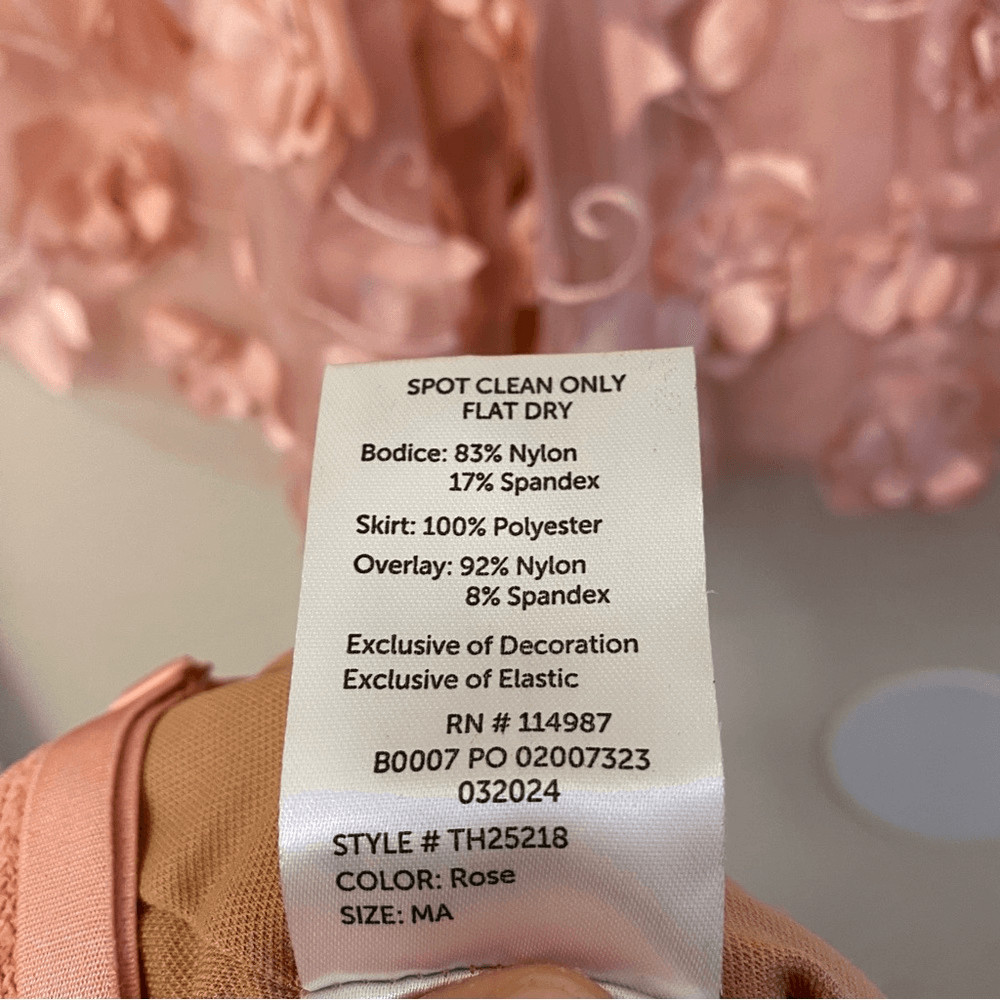 SPOT CLEAN ONLY
FLAT DRY
Bodice: 83% Nylon
17% Spandex
Skirt: 100% Polyester
Overlay: 92% Nylon
8% Spandex
Exclusive of Decoration
Exclusive of Elastic
RN # 114987
B0007 PO 02007323
032024
STYLE # TH25218
COLOR: Rose
SIZE: MA